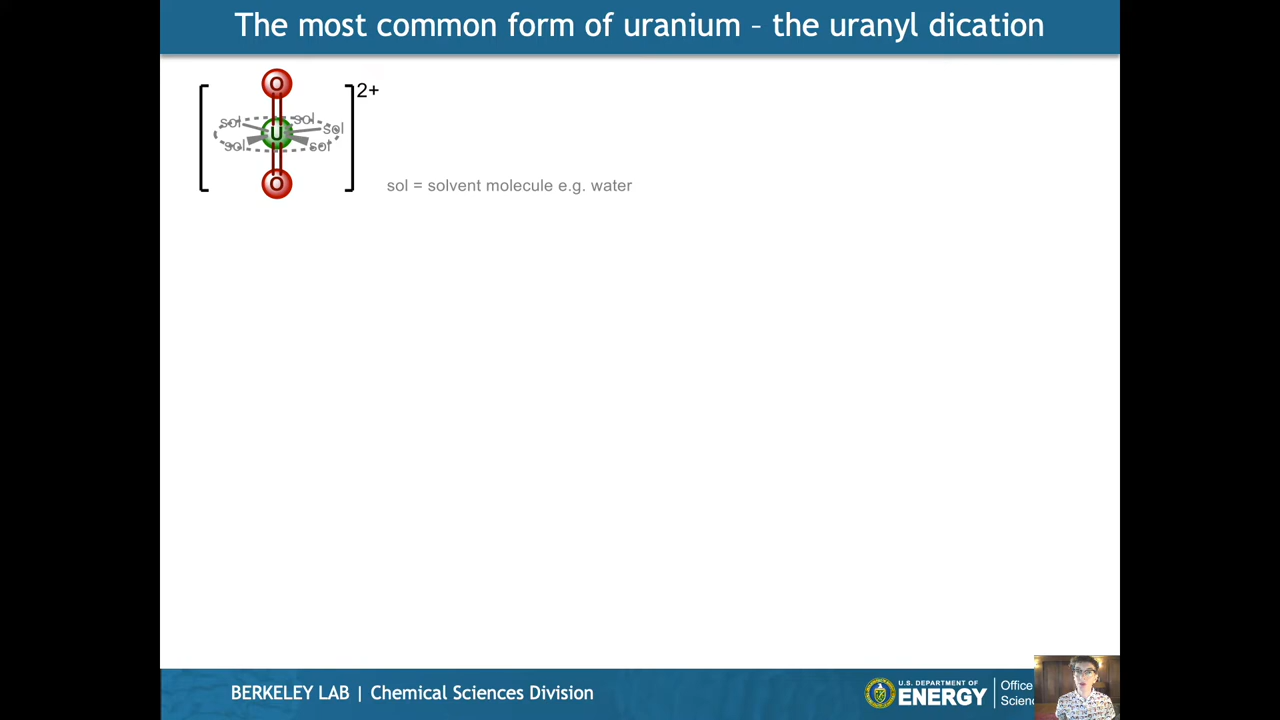 The most common form of uranium – the uranyl dication
O
2+
sol
sol
sol
U
sol
sol
O
sol = solvent molecule e.g. water
BERKELEY LAB | Chemical Sciences Division
U.S. DEPARTMENT OF
ENERGY
Office